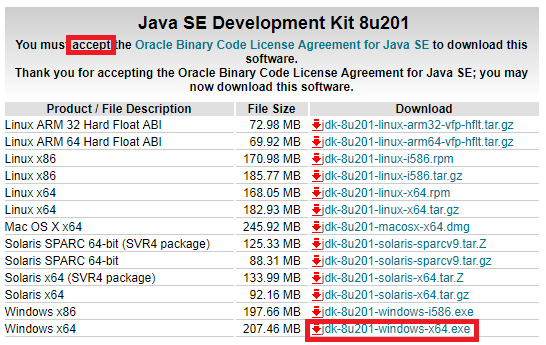 Java SE Development Kit 8u201
You must accept the Oracle Binary Code License Agreement for Java SE to download this
software.
Thank you for accepting the Oracle Binary Code License Agreement for Java SE; you may
now download this software.
Product / File Description File Size Download
Linux ARM 32 Hard Float ABI 72.98 MB jdk-8u201-linux-arm32-vfp-hflt.tar.gz
Linux ARM 64 Hard Float ABI 69.92 MB jdk-8u201-linux-arm64-vfp-hflt.tar.gz
Linux x86 170.98 MB jdk-8u201-linux-i586.rpm
Linux x86 185.77 MB jdk-8u201-linux-i586.tar.gz
Linux x64 168.05 MB jdk-8u201-linux-x64.rpm
Linux x64 182.93 MB jdk-8u201-linux-x64.tar.gz
Mac OS X x64 245.92 MB jdk-8u201-macosx-x64.dmg
Solaris SPARC 64-bit (SVR4 package) 125.33 MB jdk-8u201-solaris-sparcv9.tar.Z
Solaris SPARC 64-bit 88.31 MB jdk-8u201-solaris-sparcv9.tar.gz
Solaris x64 (SVR4 package) 133.99 MB jdk-8u201-solaris-x64.tar.Z
Solaris x64 92.16 MB jdk-8u201-solaris-x64.tar.gz
Windows x86 197.66 MB jdk-8u201-windows-i586.exe
Windows x64 207.46 MB jdk-8u201-windows-x64.exe